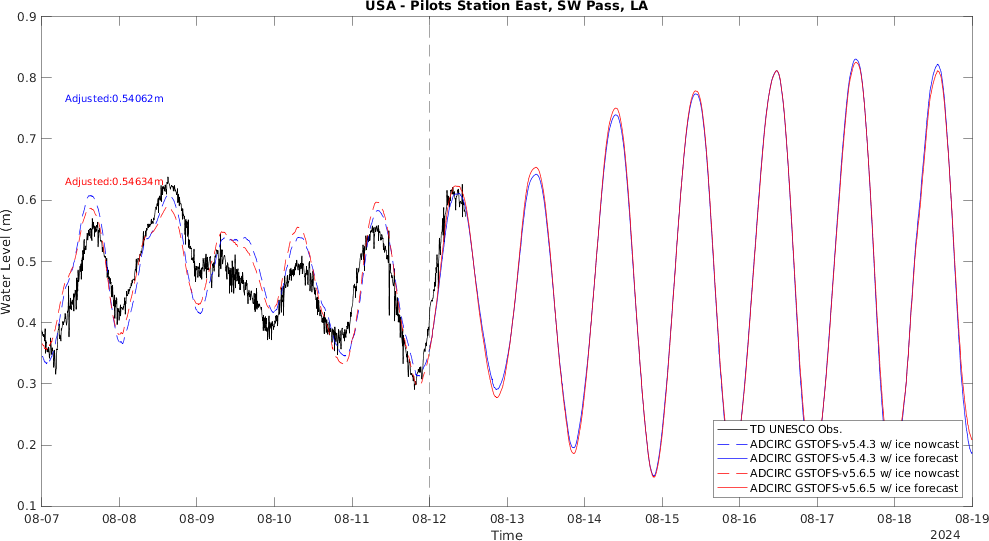 USA - Pilots Station East, SW Pass, LA
0.9
0.8
0.7
0.6
0.5
0.4
0.3
0.2
0.1
Water Level (m)
Adjusted:0.54062m
Adjusted:0.54634m
TD UNESCO Obs.
ADCIRC GSTOFS-v5.4.3 w/ ice nowcast
ADCIRC GSTOFS-v5.4.3 w/ ice forecast
ADCIRC GSTOFS-v5.6.5 w/ ice nowcast
ADCIRC GSTOFS-v5.6.5 w/ ice forecast
08-07 08-08 08-09 08-10 08-11 08-12 08-13 08-14 08-15 08-16 08-17 08-18 08-19
Time
2024